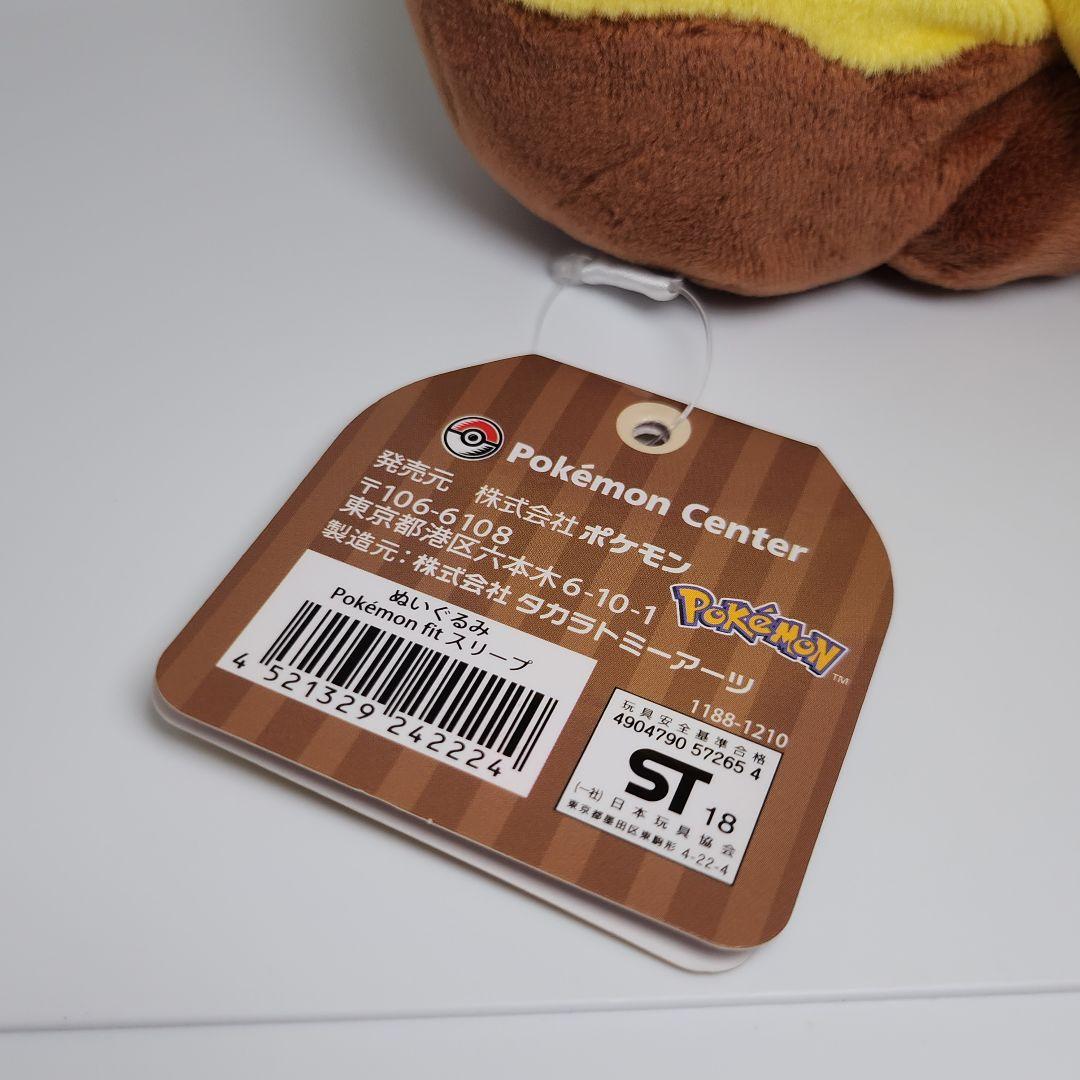 Pokémon Center
発売元 株式会社 ポケモン
〒106-6108
東京都港区六本木6-10-1
製造元：株式会社 タカラトミーアーツ
POKéMON™
1188-1210
ぬいぐるみ
Pokémon fit スリープ
4 521329 242224
玩具安全基準合格
4904790 57265 4
ST 18
(一社)日本玩具協会
東京都墨田区東駒形 4-22-4